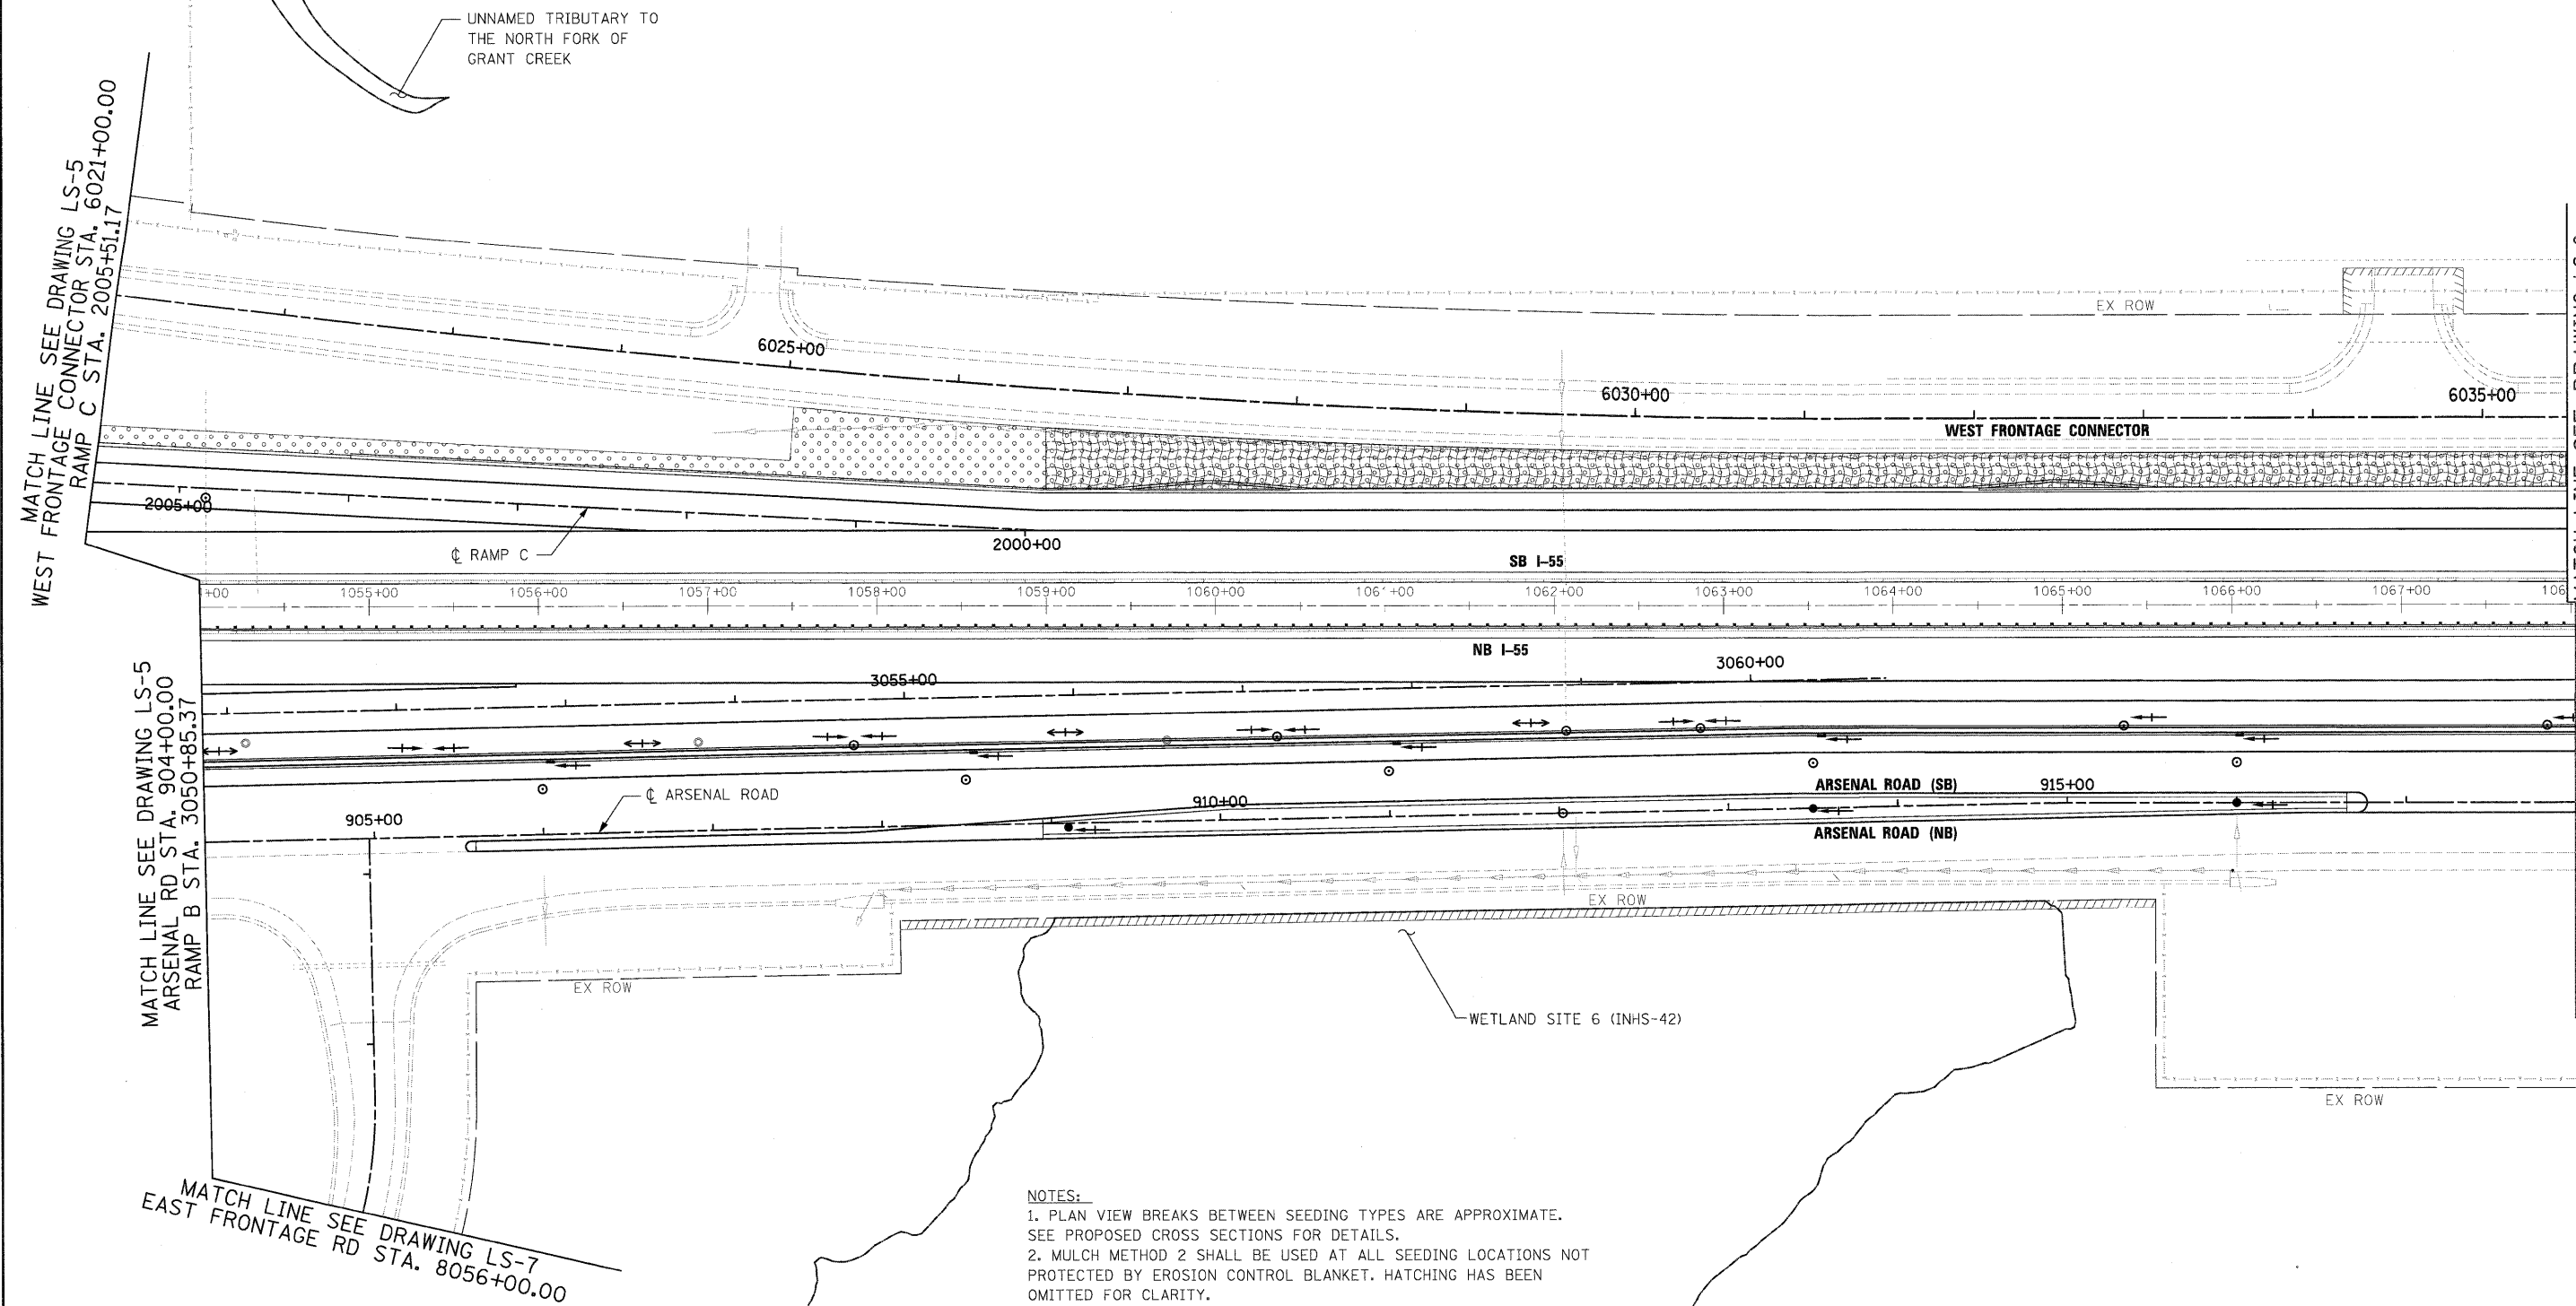 UNNAMED TRIBUTARY TO
THE NORTH FORK OF
GRANT CREEK
MATCH LINE SEE DRAWING LS-5
WEST FRONTAGE CONNECTOR STA. 6021+00.00
RAMP C STA. 2005+51.17
EX ROW
6025+00
6030+00
6035+00
WEST FRONTAGE CONNECTOR
2005+00
℄ RAMP C
2000+00
SB I-55
+00
1055+00
1056+00
1057+00
1058+00
1059+00
1060+00
1061+00
1062+00
1063+00
1064+00
1065+00
1066+00
1067+00
106
NB I-55
3055+00
3060+00
MATCH LINE SEE DRAWING LS-5
ARSENAL RD STA. 904+00.00
RAMP B STA. 3050+85.37
℄ ARSENAL ROAD
905+00
910+00
ARSENAL ROAD (SB)
915+00
ARSENAL ROAD (NB)
EX ROW
EX ROW
WETLAND SITE 6 (INHS-42)
EX ROW
MATCH LINE SEE DRAWING LS-7
EAST FRONTAGE RD STA. 8056+00.00
NOTES:
1. PLAN VIEW BREAKS BETWEEN SEEDING TYPES ARE APPROXIMATE.
SEE PROPOSED CROSS SECTIONS FOR DETAILS.
2. MULCH METHOD 2 SHALL BE USED AT ALL SEEDING LOCATIONS NOT
PROTECTED BY EROSION CONTROL BLANKET. HATCHING HAS BEEN
OMITTED FOR CLARITY.